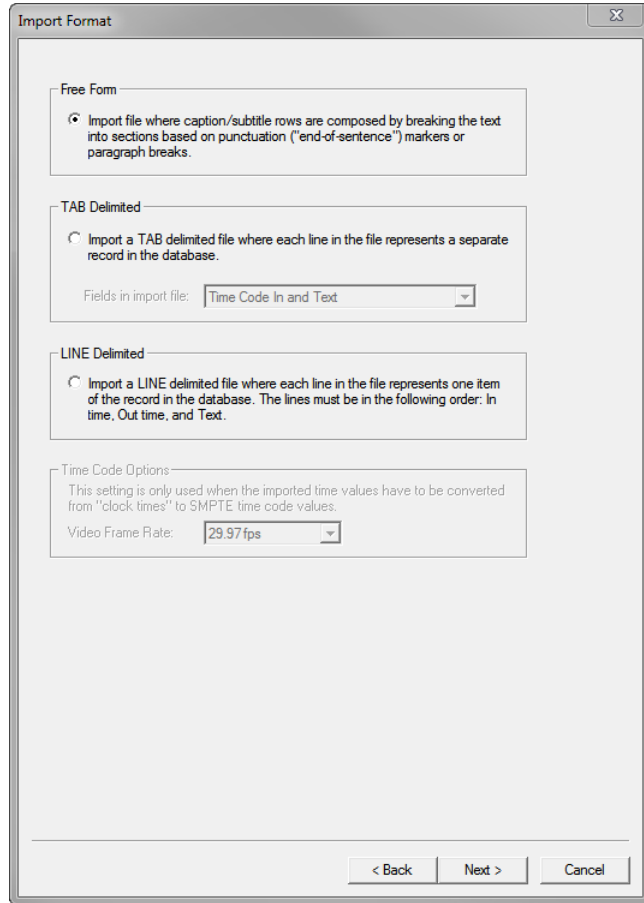 Import Format
Free Form
Import file where caption/subtitle rows are composed by breaking the text
into sections based on punctuation ("end-of-sentence") markers or
paragraph breaks.
TAB Delimited
Import a TAB delimited file where each line in the file represents a separate
record in the database.
Fields in import file: Time Code In and Text
LINE Delimited
Import a LINE delimited file where each line in the file represents one item
of the record in the database. The lines must be in the following order: In
time, Out time, and Text.
Time Code Options
This setting is only used when the imported time values have to be converted
from "clock times" to SMPTE time code values.
Video Frame Rate: 29.97 fps
< Back Next > Cancel